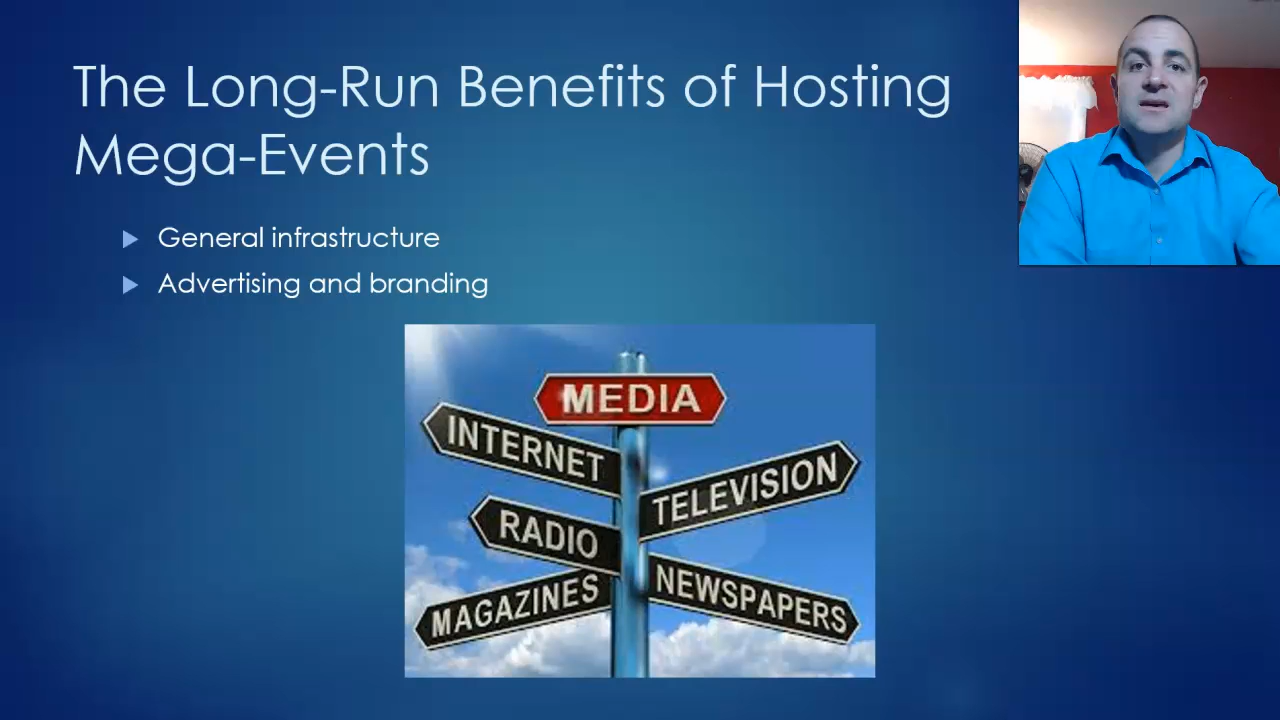 The Long-Run Benefits of Hosting
Mega-Events
General infrastructure
Advertising and branding
MEDIA
INTERNET
TELEVISION
RADIO
NEWSPAPERS
MAGAZINES